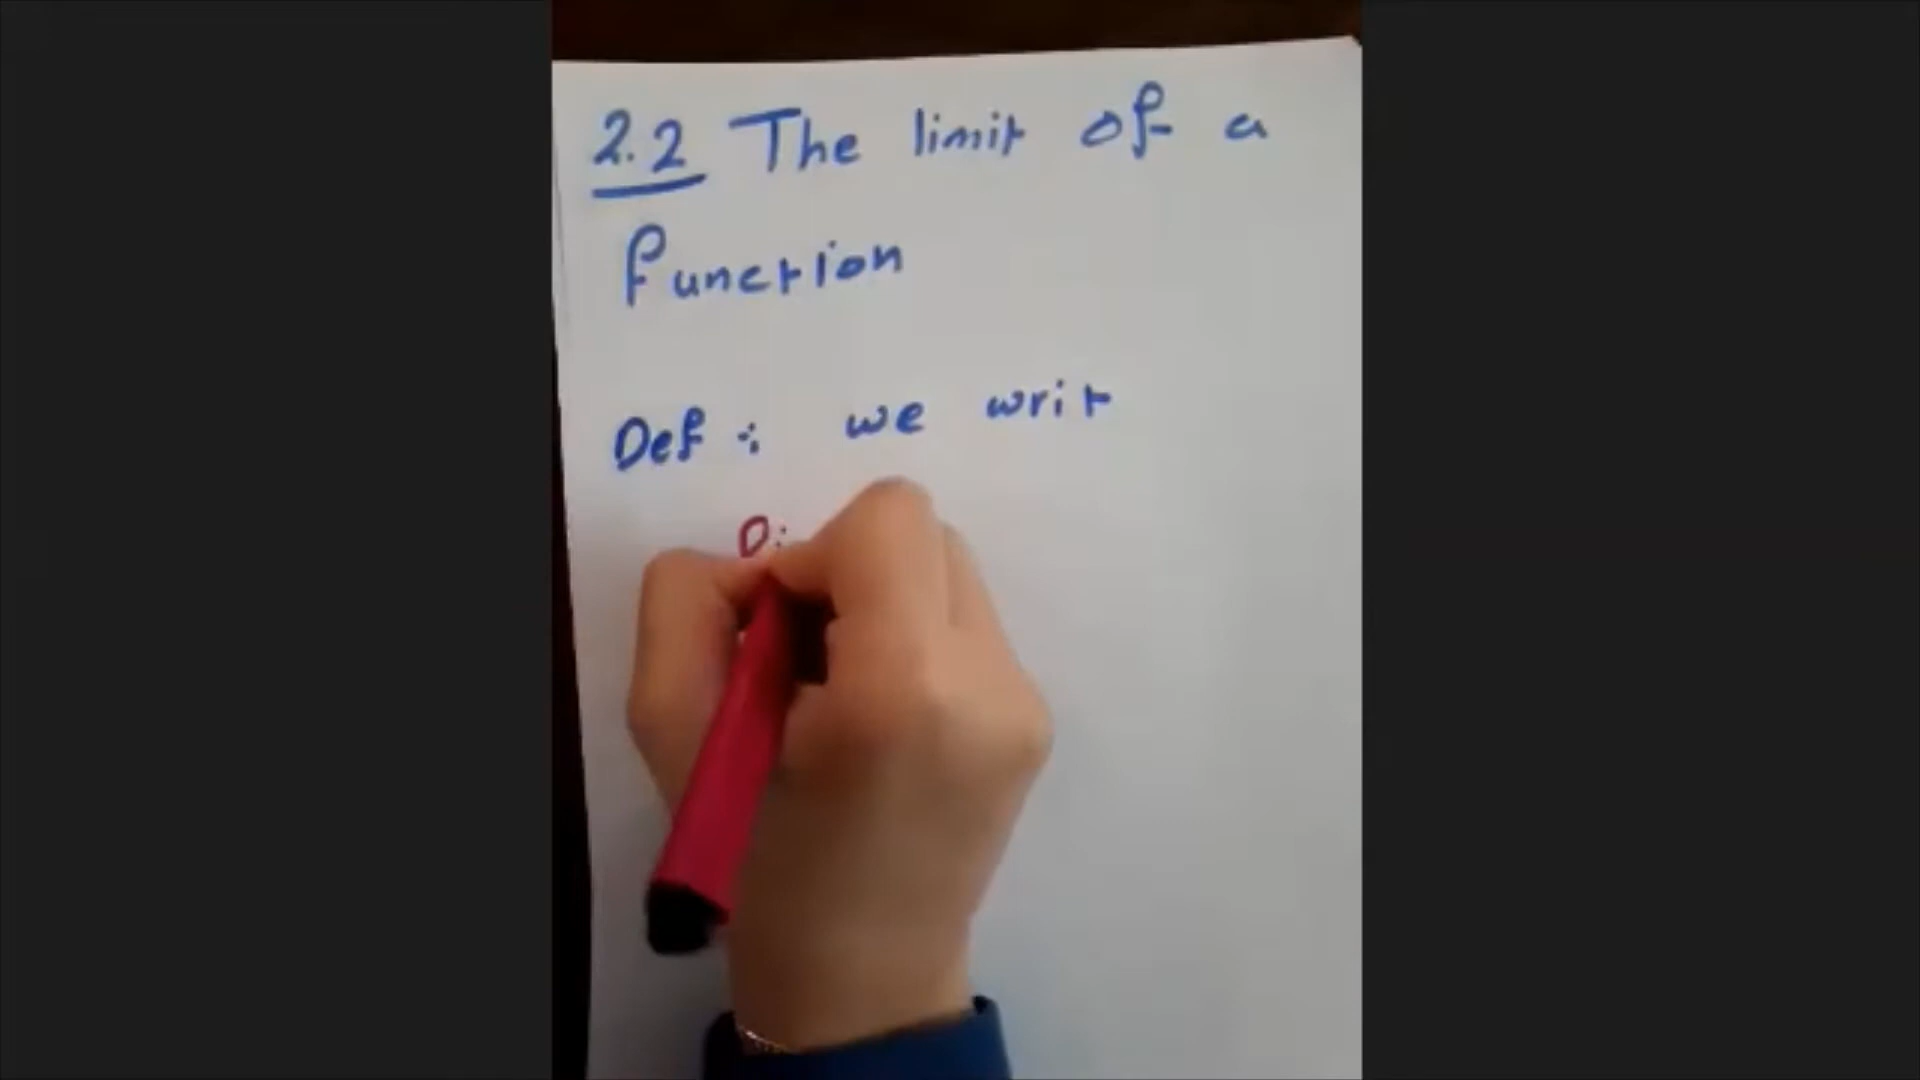 2.2 The limit of a
function
Def : we writ